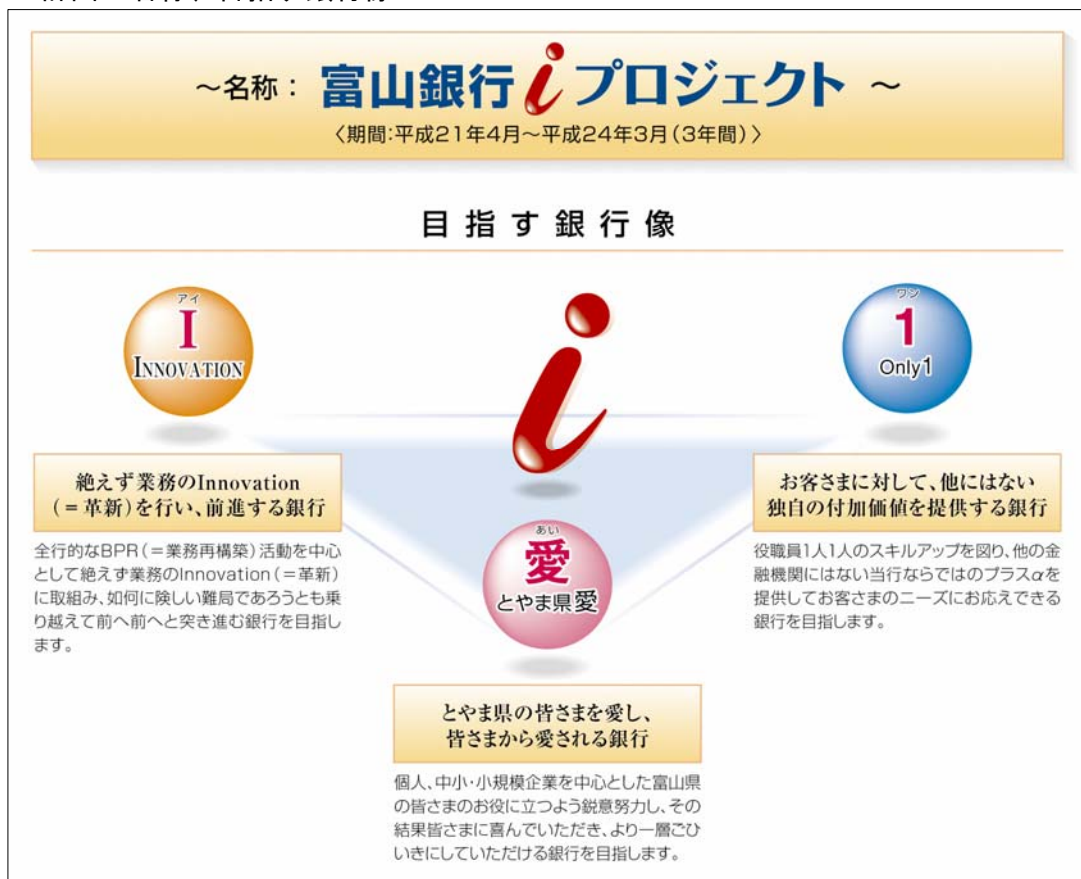 ~名称：富山銀行iプロジェクト~
〈期間:平成21年4月～平成24年3月(3年間)〉
目指す銀行像
アイ
I
INNOVATION
ワン
1
Only1
i
絶えず業務のInnovation
(=革新)を行い、前進する銀行
全行的なBPR(=業務再構築)活動を中心
として絶えず業務のInnovation(=革新)
に取組み、如何に険しい難局であろうとも乗
り越えて前へ前へと突き進む銀行を目指し
ます。
お客さまに対して、他にはない
独自の付加価値を提供する銀行
役職員1人1人のスキルアップを図り、他の金
融機関にはない当行ならではのプラスαを
提供してお客さまのニーズにお応えできる
銀行を目指します。
あい
愛
とやま県愛
とやま県の皆さまを愛し、
皆さまから愛される銀行
個人、中小・小規模企業を中心とした富山県
の皆さまのお役に立つよう鋭意努力し、その
結果皆さまに喜んでいただき、より一層ごひ
いきにしていただける銀行を目指します。